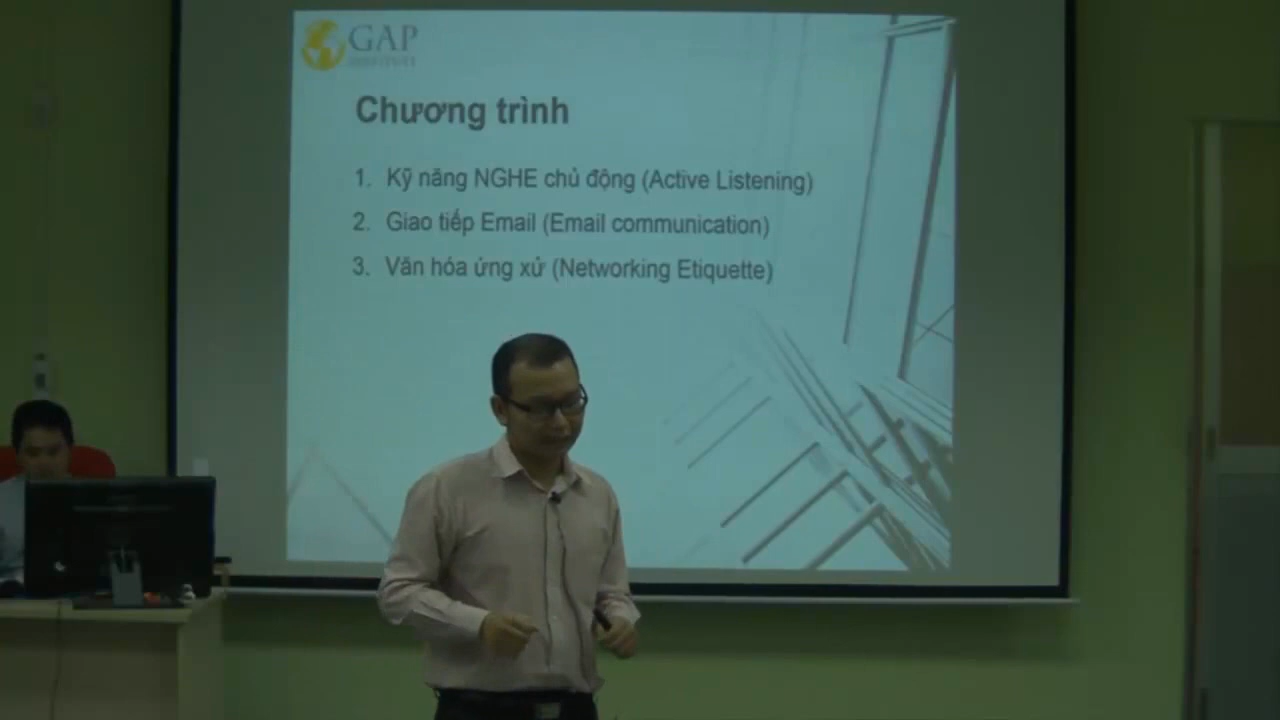 GAP
INSTITUTE
Chương trình
1. Kỹ năng NGHE chủ động (Active Listening)
2. Giao tiếp Email (Email communication)
3. Văn hóa ứng xử (Networking Etiquette)